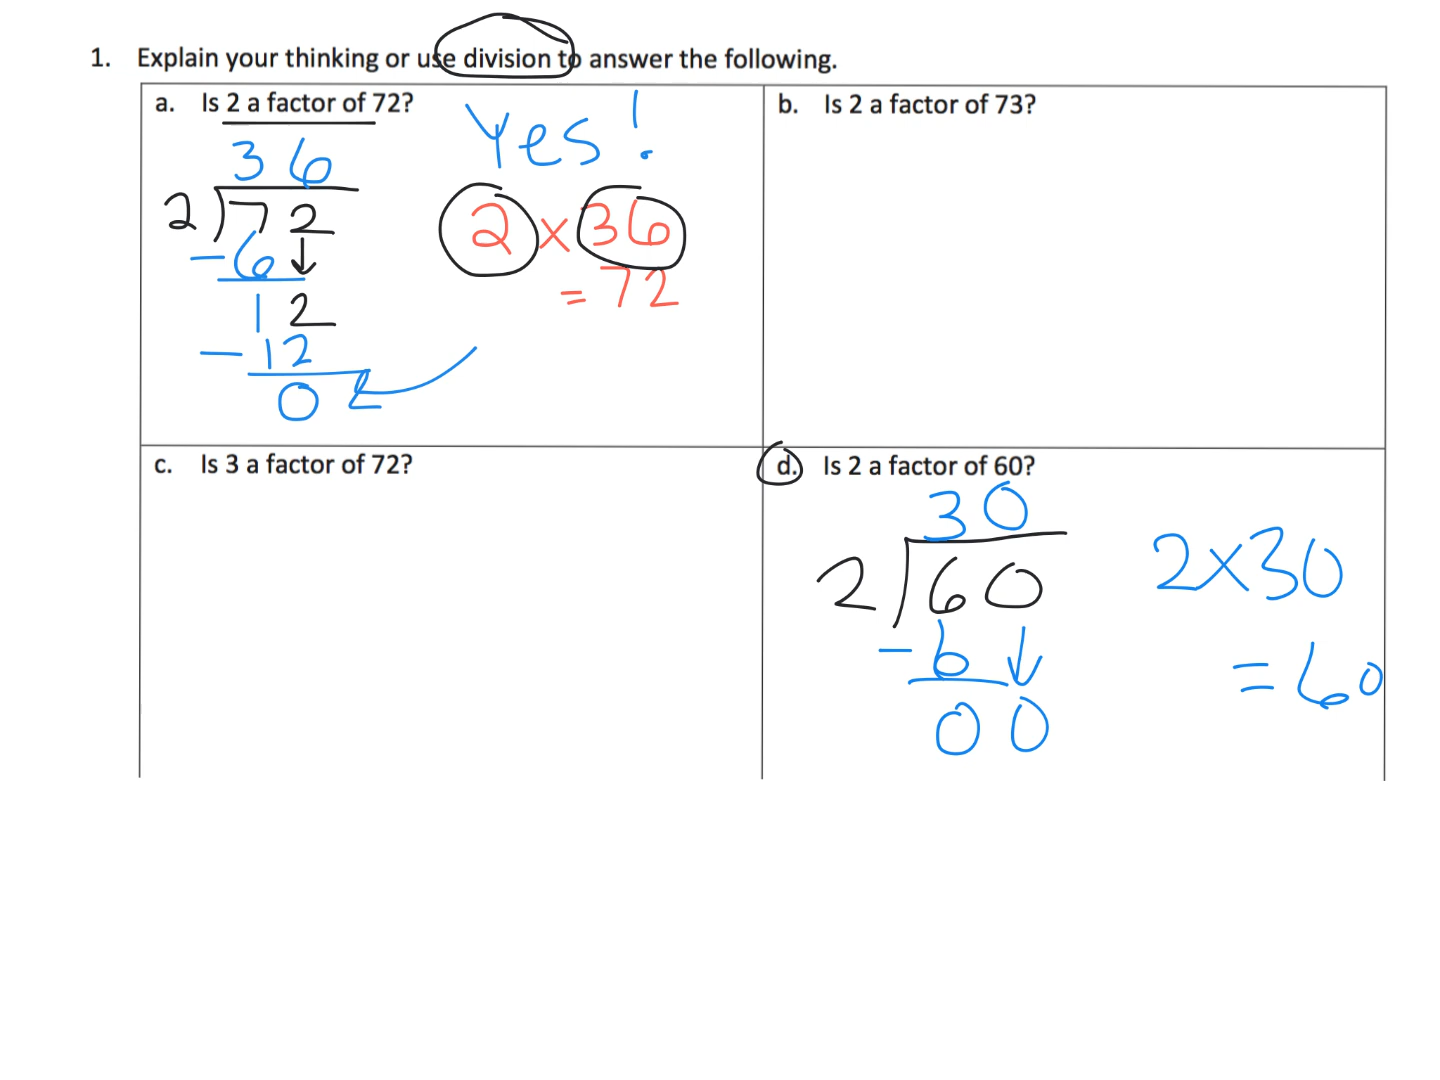 1. Explain your thinking or use division to answer the following.
a. Is 2 a factor of 72?
Yes!
36
2)72
-6
12
-12
0
2 x 36
= 72
b. Is 2 a factor of 73?
c. Is 3 a factor of 72?
d. Is 2 a factor of 60?
30
2)60
-6
00
2x30
= 60